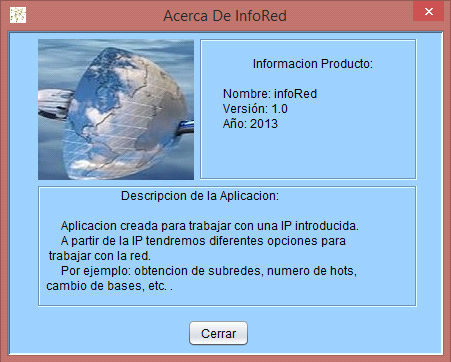 Acerca De InfoRed
Informacion Producto:
Nombre: infoRed
Versión: 1.0
Año: 2013
Descripcion de la Aplicacion:
Aplicacion creada para trabajar con una IP introducida.
A partir de la IP tendremos diferentes opciones para
trabajar con la red.
Por ejemplo: obtencion de subredes, numero de hots,
cambio de bases, etc. .
Cerrar